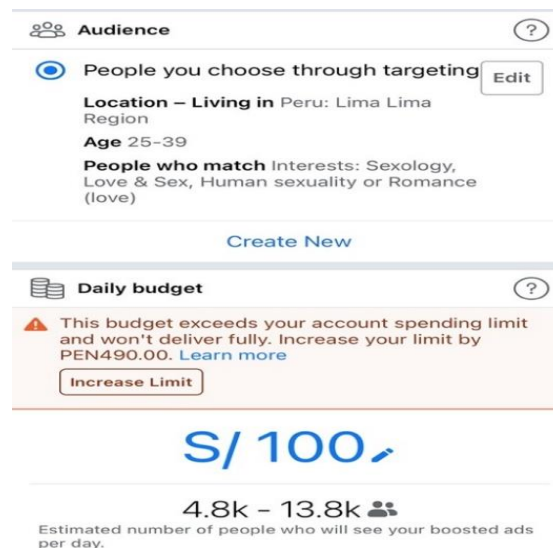 Audience
?
People you choose through targeting
Edit
Location – Living in Peru: Lima Lima
Region
Age 25-39
People who match Interests: Sexology,
Love & Sex, Human sexuality or Romance
(love)
Create New
Daily budget
?
This budget exceeds your account spending limit
and won't deliver fully. Increase your limit by
PEN490.00. Learn more
Increase Limit
S/ 100
4.8k – 13.8k
Estimated number of people who will see your boosted ads
per day.